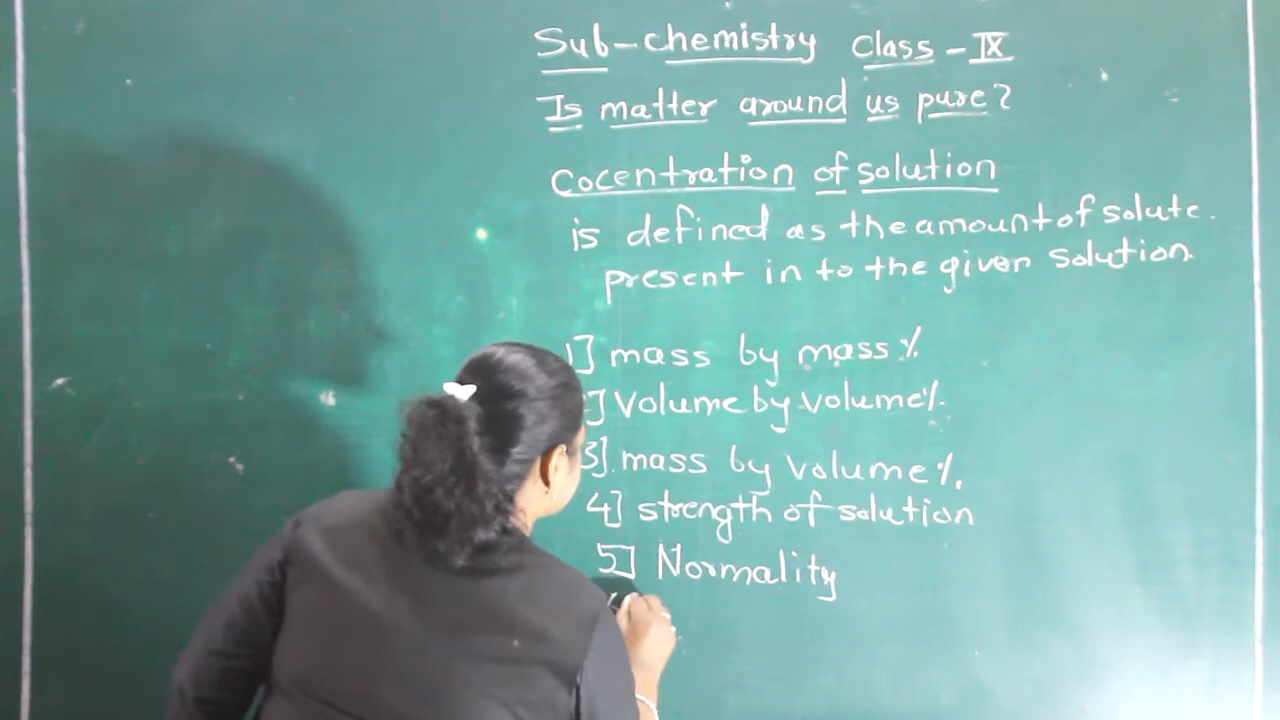 Sub-chemistry Class-IX
Is matter around us pure?
Cocentration of solution
is defined as the amount of solute.
present in to the given solution.
1] mass by mass %.
2] Volume by volume %.
3]. mass by volume %.
4] strength of solution
5] Normality